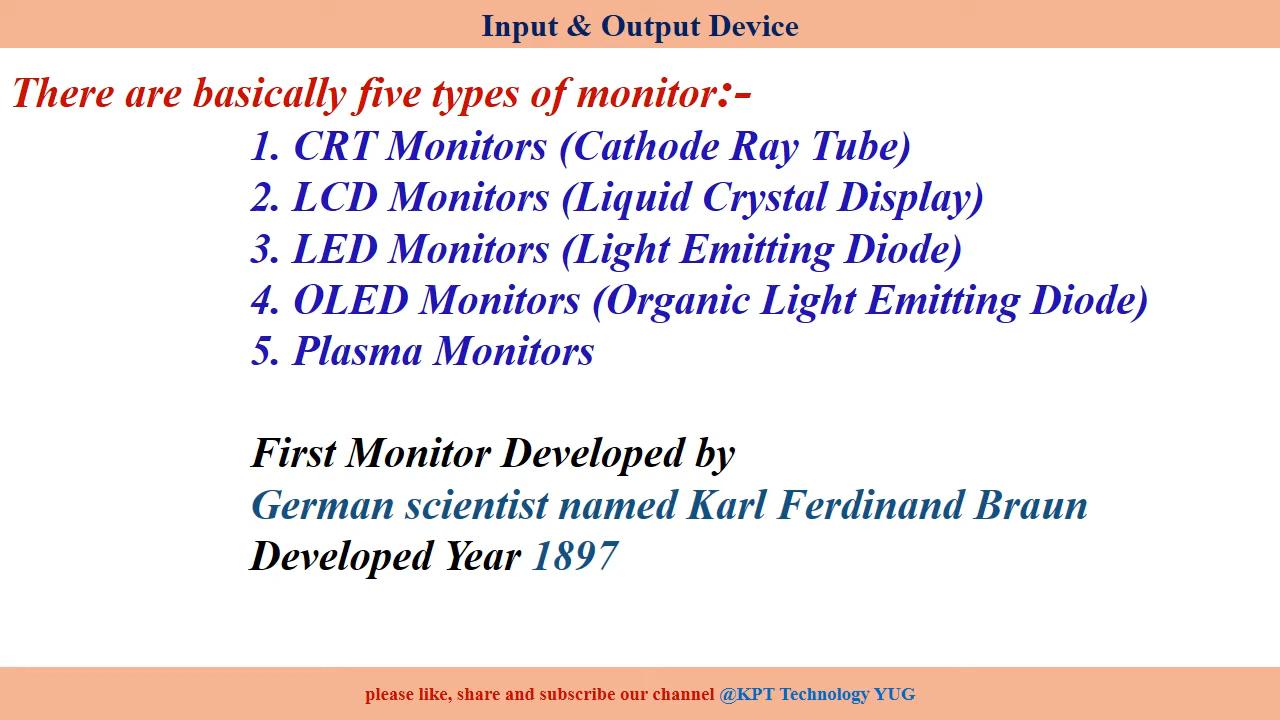 Input & Output Device
There are basically five types of monitor:-
1. CRT Monitors (Cathode Ray Tube)
2. LCD Monitors (Liquid Crystal Display)
3. LED Monitors (Light Emitting Diode)
4. OLED Monitors (Organic Light Emitting Diode)
5. Plasma Monitors
First Monitor Developed by
German scientist named Karl Ferdinand Braun
Developed Year 1897
please like, share and subscribe our channel @KPT Technology YUG